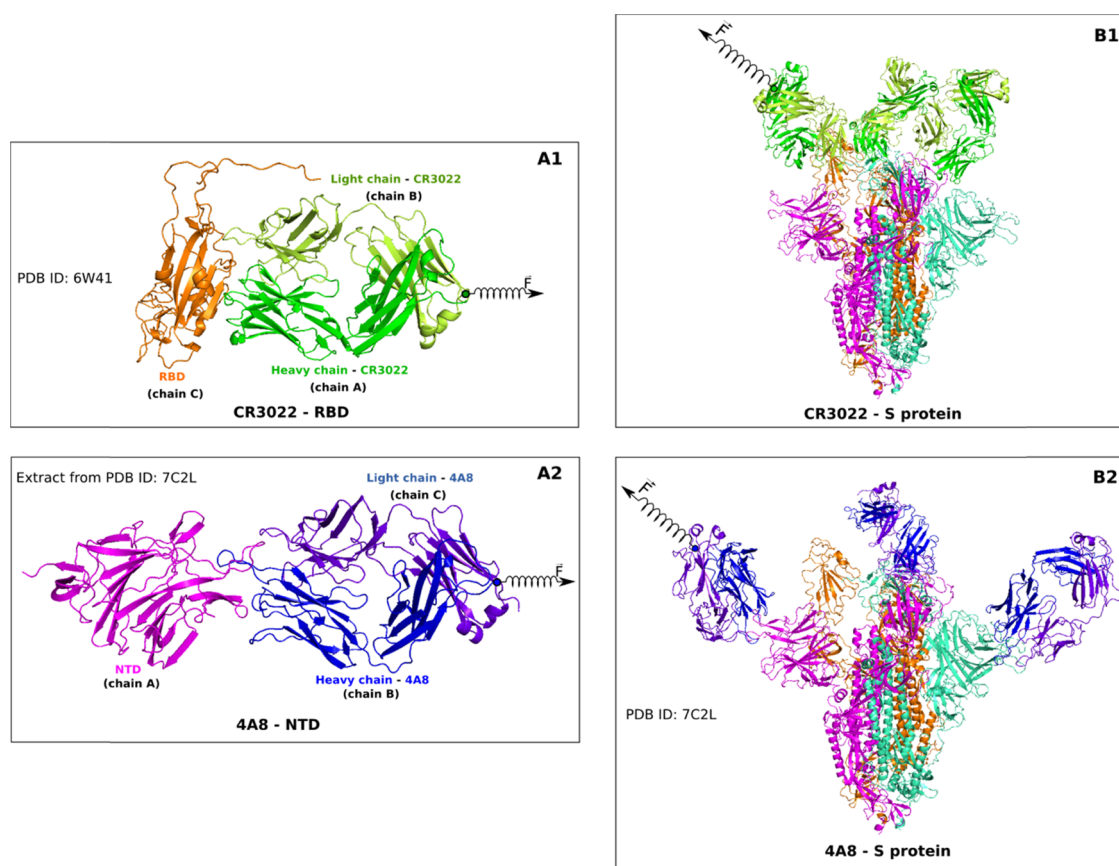 A1
Light chain - CR3022
(chain B)
PDB ID: 6W41
F
RBD
(chain C)
Heavy chain - CR3022
(chain A)
CR3022 - RBD
B1
F
CR3022 - S protein
A2
Extract from PDB ID: 7C2L
Light chain - 4A8
(chain C)
F
NTD
(chain A)
Heavy chain - 4A8
(chain B)
4A8 - NTD
B2
F
PDB ID: 7C2L
4A8 - S protein